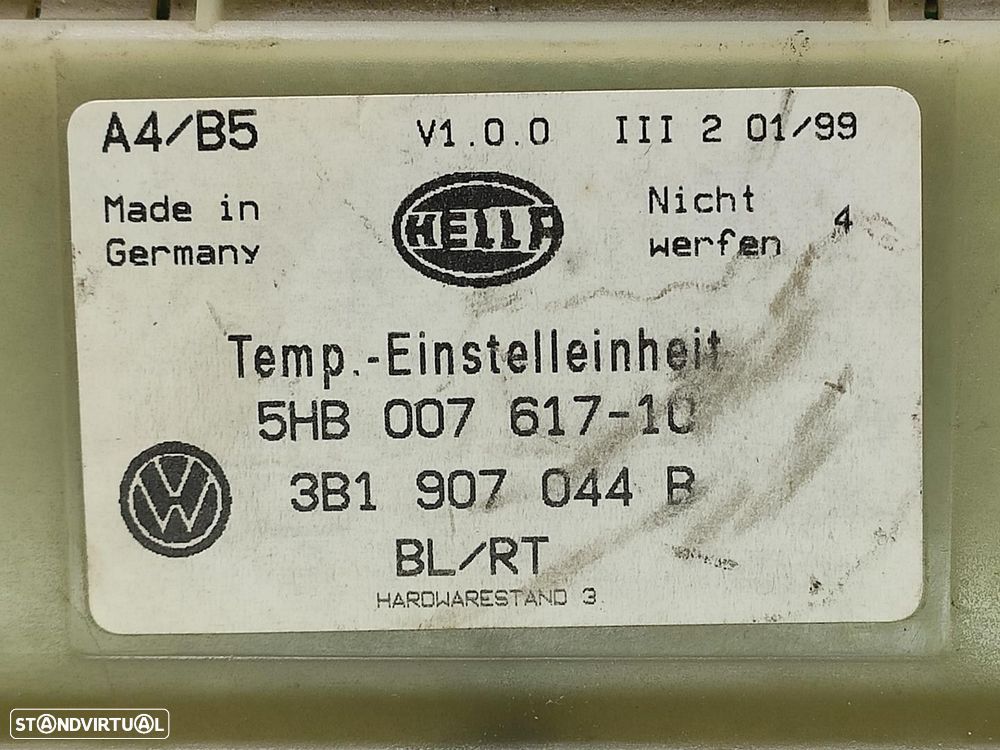 A4/B5 V1.0.0 III 2 01/99
Made in
Germany
HELLA
Nicht
werfen
4
Temp.-Einstelleinheit
5HB 007 617-10
3B1 907 044 B
VW
BL/RT
HARDWARESTAND 3
STANDVIRTUAL